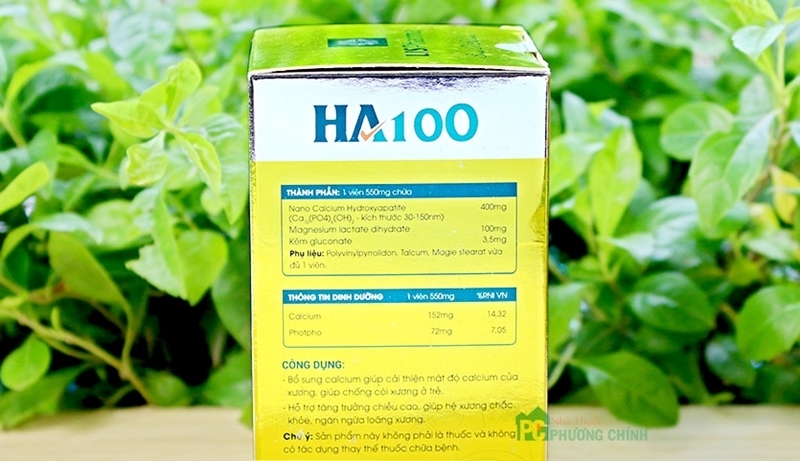 HA100
THÀNH PHẦN: 1 viên 550mg chứa
Nano Calcium Hydroxyapatite 400mg
(Ca₁₀(PO4)₆(OH)₂ - kích thước 30-150nm)
Magnesium lactate dihydrate 100mg
Kẽm gluconate 3,5mg
Phụ liệu: Polyvinylpyrrolidon, Talcum, Magie stearat vừa
đủ 1 viên.
THÔNG TIN DINH DƯỠNG 1 viên 550mg %RNI VN
Calcium 152mg 14,32
Photpho 72mg 7,05
CÔNG DỤNG:
- Bổ sung calcium giúp cải thiện mật độ calcium của
xương, giúp chống còi xương ở trẻ.
- Hỗ trợ tăng trưởng chiều cao, giúp hệ xương chắc
khỏe, ngăn ngừa loãng xương.
Chú ý: Sản phẩm này không phải là thuốc và không
có tác dụng thay thế thuốc chữa bệnh.
Nhà Thuốc
PC PHƯƠNG CHÍNH